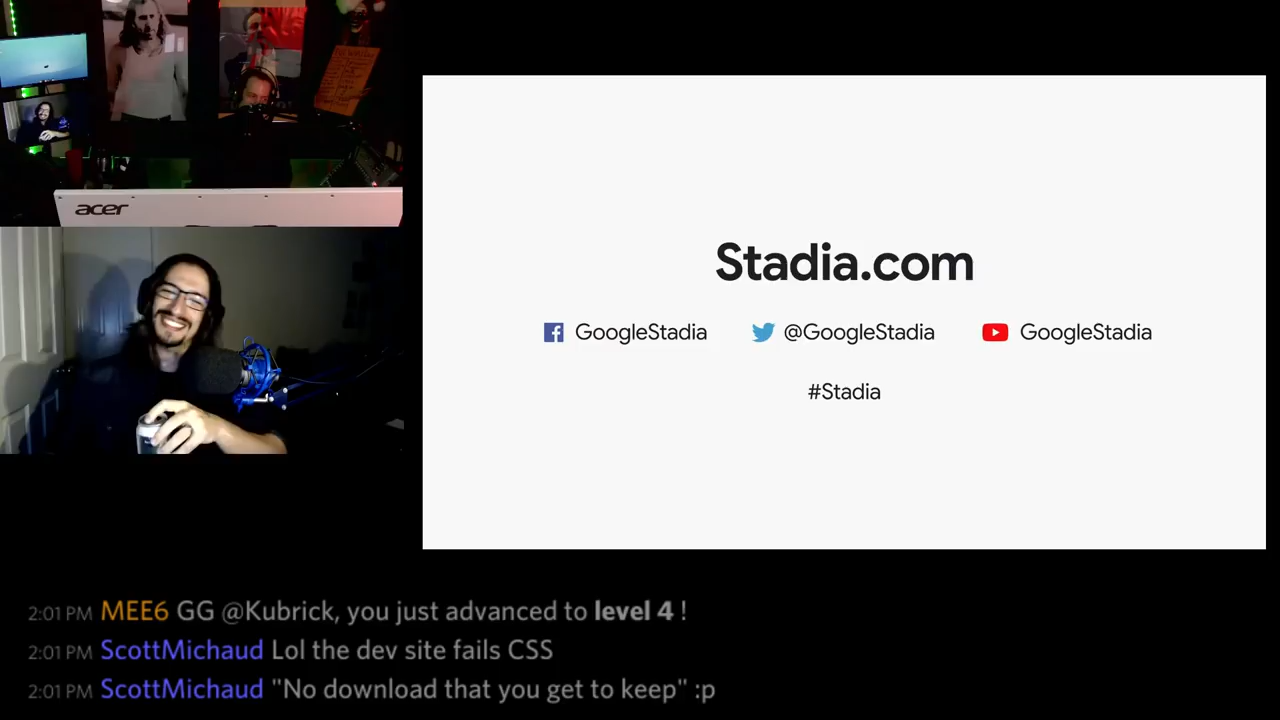 acer
Stadia.com
GoogleStadia @GoogleStadia GoogleStadia
#Stadia
2:01 PM MEE6 GG @Kubrick, you just advanced to level 4 !
2:01 PM ScottMichaud Lol the dev site fails CSS
2:01 PM ScottMichaud "No download that you get to keep" :p